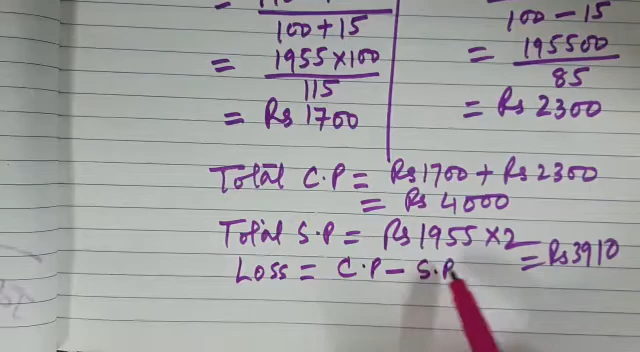 100 + 15
= 1955 × 100
115
= Rs 1700
100 - 15
= 195500
85
= Rs 2300
Total C.P = Rs 1700 + Rs 2300
= Rs 4000
Total S.P = Rs 1955 × 2
= Rs 3910
Loss = C.P - S.P